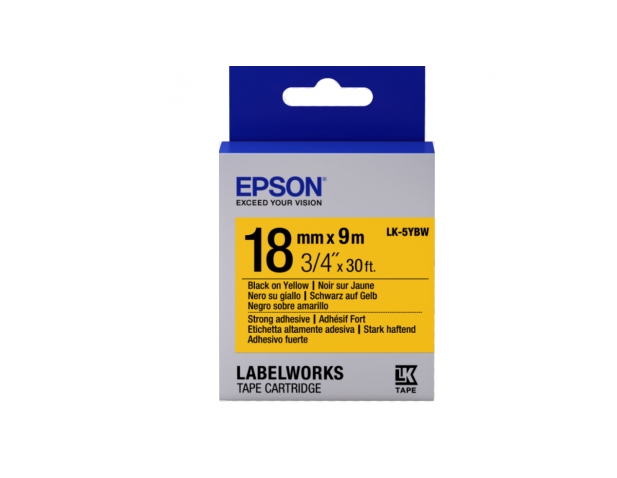 EPSON®
EXCEED YOUR VISION
18 mm x 9 m LK-5YBW
3/4" x 30 ft.
Black on Yellow | Noir sur Jaune
Nero su giallo | Schwarz auf Gelb
Negro sobre amarillo
Strong adhesive | Adhésif Fort
Etichetta altamente adesiva | Stark haftend
Adhesivo fuerte
LABELWORKS
TAPE CARTRIDGE
LK
TAPE